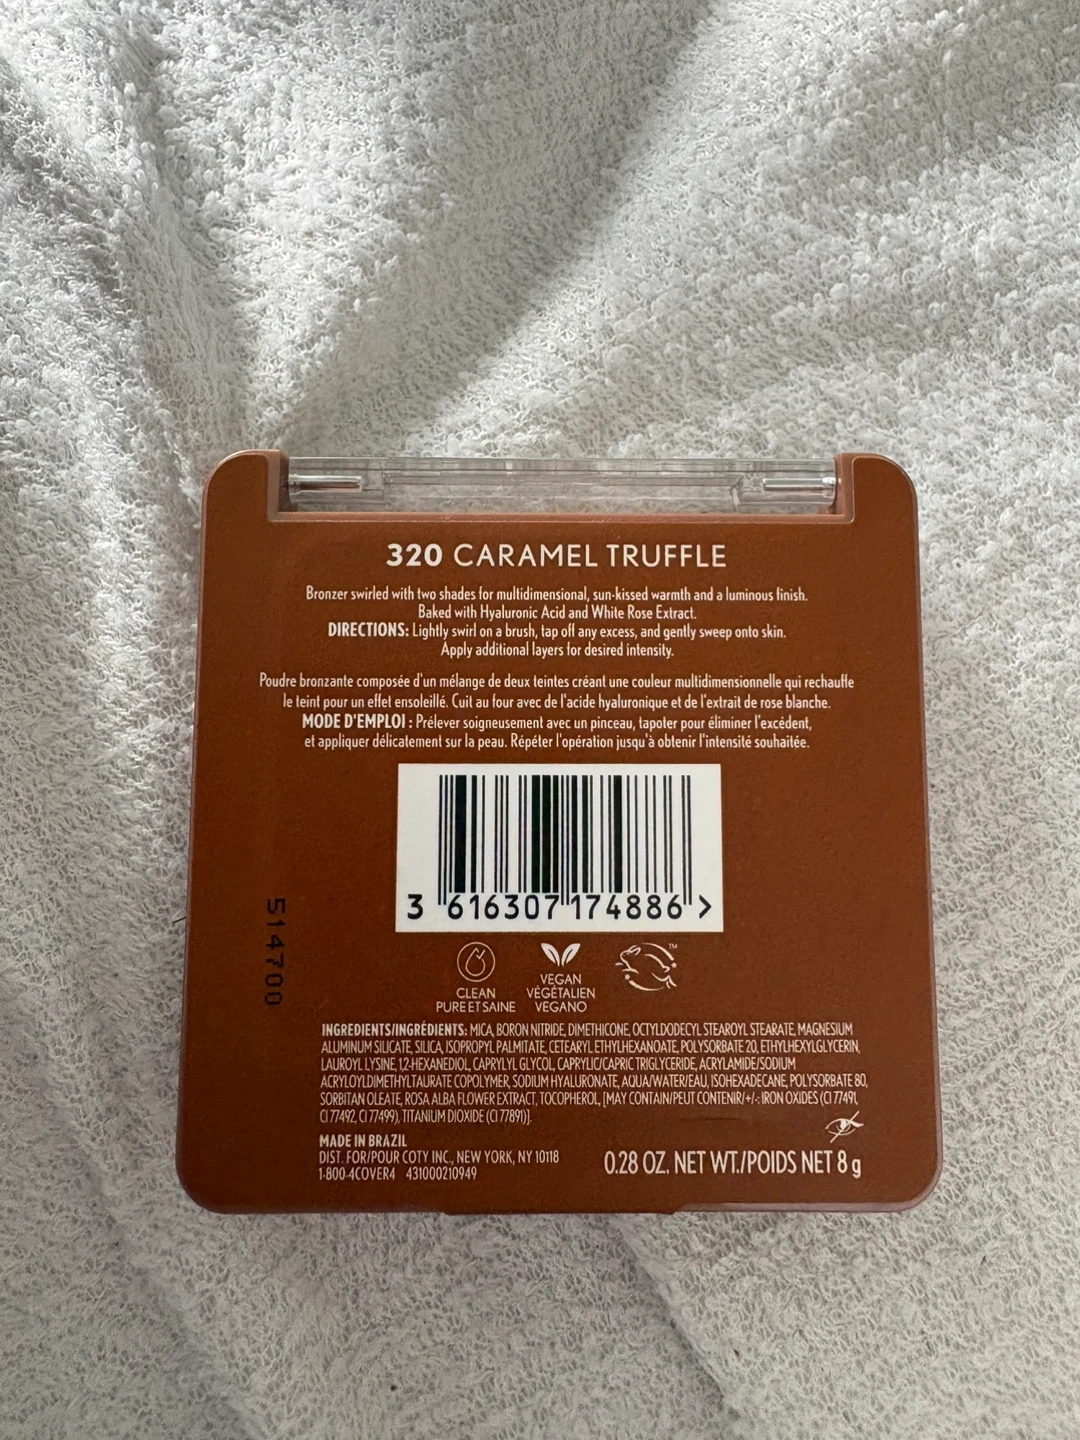 320 CARAMEL TRUFFLE
Bronzer swirled with two shades for multidimensional, sun-kissed warmth and a luminous finish.
Baked with Hyaluronic Acid and White Rose Extract.
DIRECTIONS: Lightly swirl on a brush, tap off any excess, and gently sweep onto skin.
Apply additional layers for desired intensity.
Poudre bronzante composée d'un mélange de deux teintes créant une couleur multidimensionnelle qui rechauffe
le teint pour un effet ensoleillé. Cuit au four avec de l'acide hyaluronique et de l'extrait de rose blanche.
MODE D'EMPLOI : Prélever soigneusement avec un pinceau, tapoter pour éliminer l'excédent,
et appliquer délicatement sur la peau. Répéter l'opération jusqu'à obtenir l'intensité souhaitée.
3 616307 174886 >
514700
CLEAN
PURE ET SAINE
VEGAN
VÉGÉTALIEN
VEGANO
TM
INGREDIENTS/INGRÉDIENTS: MICA, BORON NITRIDE, DIMETHICONE, OCTYLDODECYL STEAROYL STEARATE, MAGNESIUM
ALUMINUM SILICATE, SILICA, ISOPROPYL PALMITATE, CETEARYL ETHYLHEXANOATE, POLYSORBATE 20, ETHYLHEXYLGLYCERIN,
LAUROYL LYSINE, 1,2-HEXANEDIOL, CAPRYLYL GLYCOL, CAPRYLIC/CAPRIC TRIGLYCERIDE, ACRYLAMIDE/SODIUM
ACRYLOYLDIMETHYLTAURATE COPOLYMER, SODIUM HYALURONATE, AQUA/WATER/EAU, ISOHEXADECANE, POLYSORBATE 80,
SORBITAN OLEATE, ROSA ALBA FLOWER EXTRACT, TOCOPHEROL, [MAY CONTAIN/PEUT CONTENIR/+/-: IRON OXIDES (CI 77491,
CI 77492, CI 77499), TITANIUM DIOXIDE (CI 77891)].
MADE IN BRAZIL
DIST. FOR/POUR COTY INC., NEW YORK, NY 10118
1-800-4COVER4 431000210949
0.28 OZ. NET WT./POIDS NET 8 g